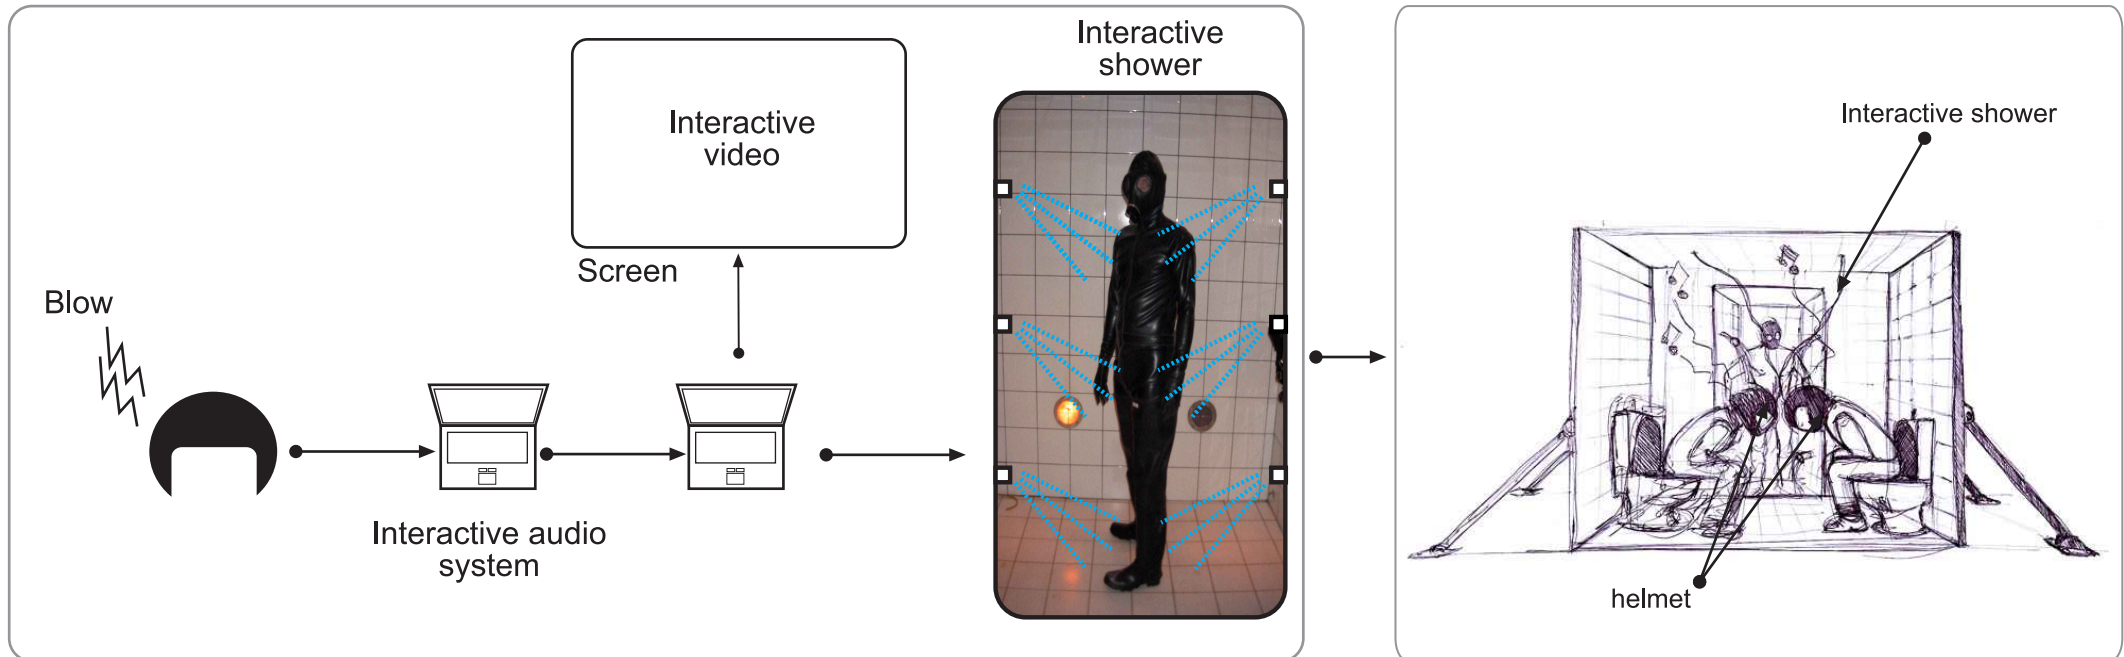 Interactive
shower
Interactive
video
Screen
Blow
Interactive audio
system
Interactive shower
helmet